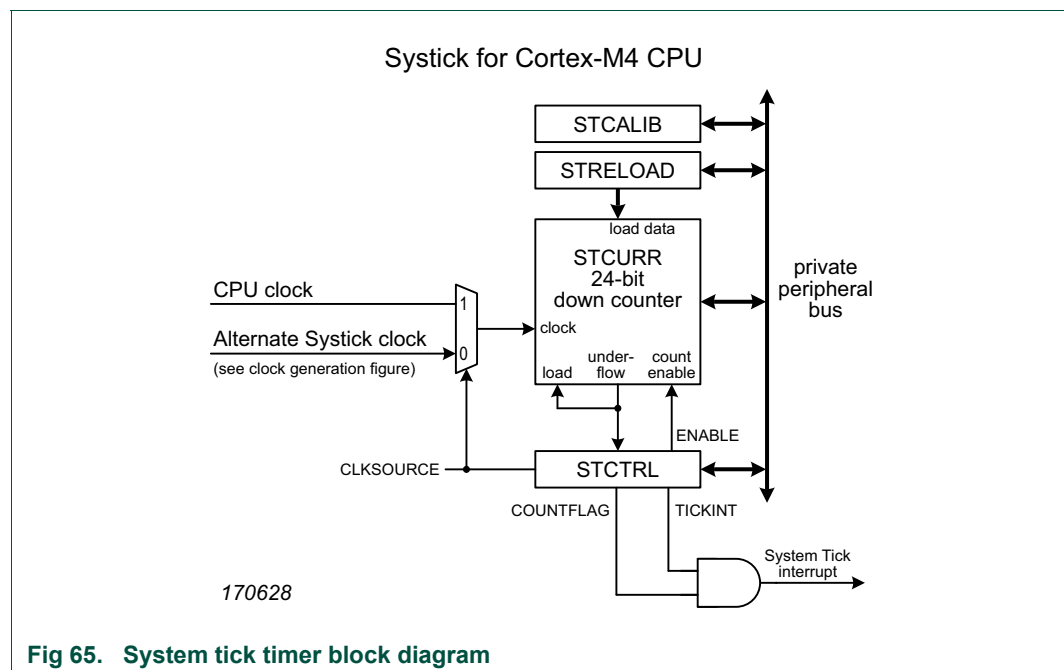 Systick for Cortex-M4 CPU
STCALIB
STRELOAD
load data
STCURR
24-bit
down counter
private
peripheral
bus
CPU clock
1
clock
Alternate Systick clock
0
(see clock generation figure)
load
under-
flow
count
enable
ENABLE
CLKSOURCE
STCTRL
COUNTFLAG
TICKINT
System Tick
interrupt
170628
Fig 65. System tick timer block diagram